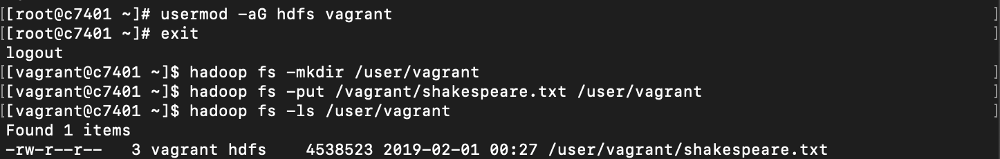 [[root@c7401 ~]# usermod -aG hdfs vagrant ]
[[root@c7401 ~]# exit ]
logout
[[vagrant@c7401 ~]$ hadoop fs -mkdir /user/vagrant ]
[[vagrant@c7401 ~]$ hadoop fs -put /vagrant/shakespeare.txt /user/vagrant ]
[[vagrant@c7401 ~]$ hadoop fs -ls /user/vagrant ]
Found 1 items
-rw-r--r--   3 vagrant hdfs    4538523 2019-02-01 00:27 /user/vagrant/shakespeare.txt